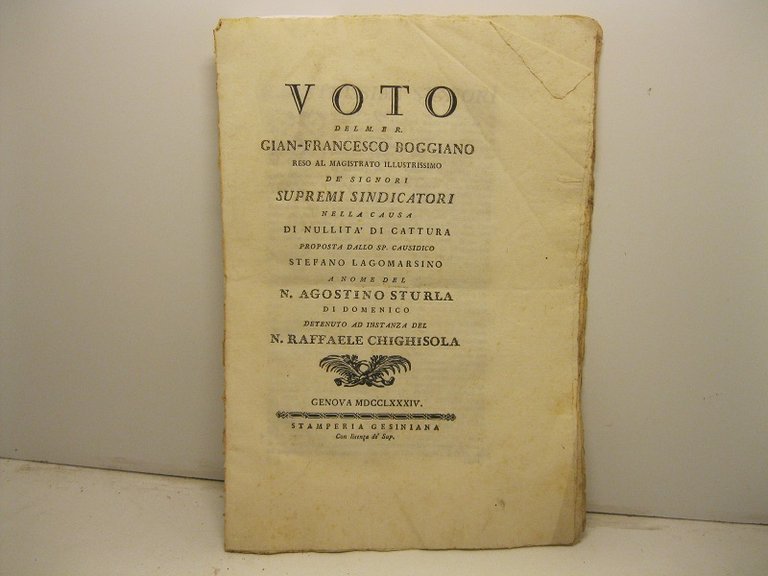 VOTO
DEL M. E R.
GIAN-FRANCESCO BOGGIANO
RESO AL MAGISTRATO ILLUSTRISSIMO
DE' SIGNORI
SUPREMI SINDICATORI
NELLA CAUSA
DI NULLITA' DI CATTURA
PROPOSTA DALLO SP. CAUSIDICO
STEFANO LAGOMARSINO
A NOME DEL
N. AGOSTINO STURLA
DI DOMENICO
DETENUTO AD INSTANZA DEL
N. RAFFAELE CHIGHISOLA
GENOVA MDCCLXXXIV.
STAMPERIA GESINIANA
Con licenza de' Sup.